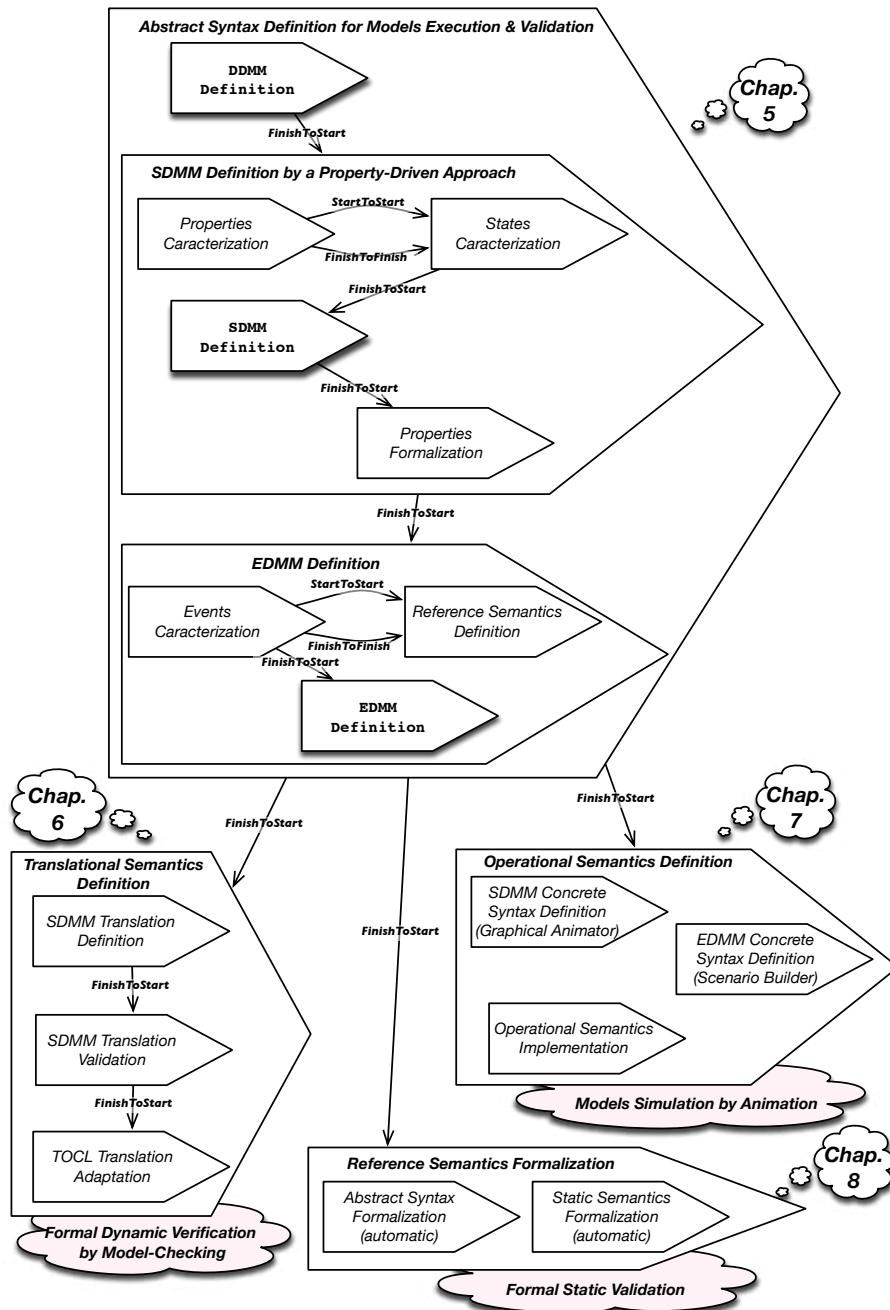 Abstract Syntax Definition for Models Execution & Validation
DDMM
Definition
Chap.
5
FinishToStart
SDMM Definition by a Property-Driven Approach
StartToStart
Properties
Caracterization
States
Caracterization
FinishToFinish
FinishToStart
SDMM
Definition
FinishToStart
Properties
Formalization
FinishToStart
EDMM Definition
StartToStart
Events
Caracterization
Reference Semantics
Definition
FinishToFinish
FinishToStart
EDMM
Definition
Chap.
6
FinishToStart
FinishToStart
Chap.
7
Translational Semantics
Definition
SDMM Translation
Definition
FinishToStart
SDMM Translation
Validation
FinishToStart
TOCL Translation
Adaptation
Formal Dynamic Verification
by Model-Checking
FinishToStart
Operational Semantics Definition
SDMM Concrete
Syntax Definition
(Graphical Animator)
EDMM Concrete
Syntax Definition
(Scenario Builder)
Operational Semantics
Implementation
Models Simulation by Animation
Reference Semantics Formalization
Chap.
8
Abstract Syntax
Formalization
(automatic)
Static Semantics
Formalization
(automatic)
Formal Static Validation